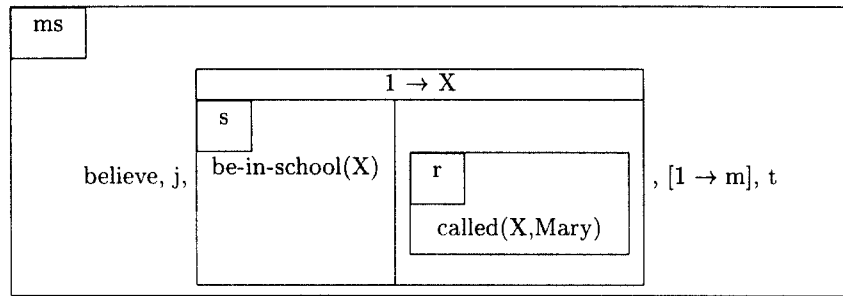 ms
1 → X
s
be-in-school(X)
r
believe, j,
, [1 → m], t
called(X,Mary)